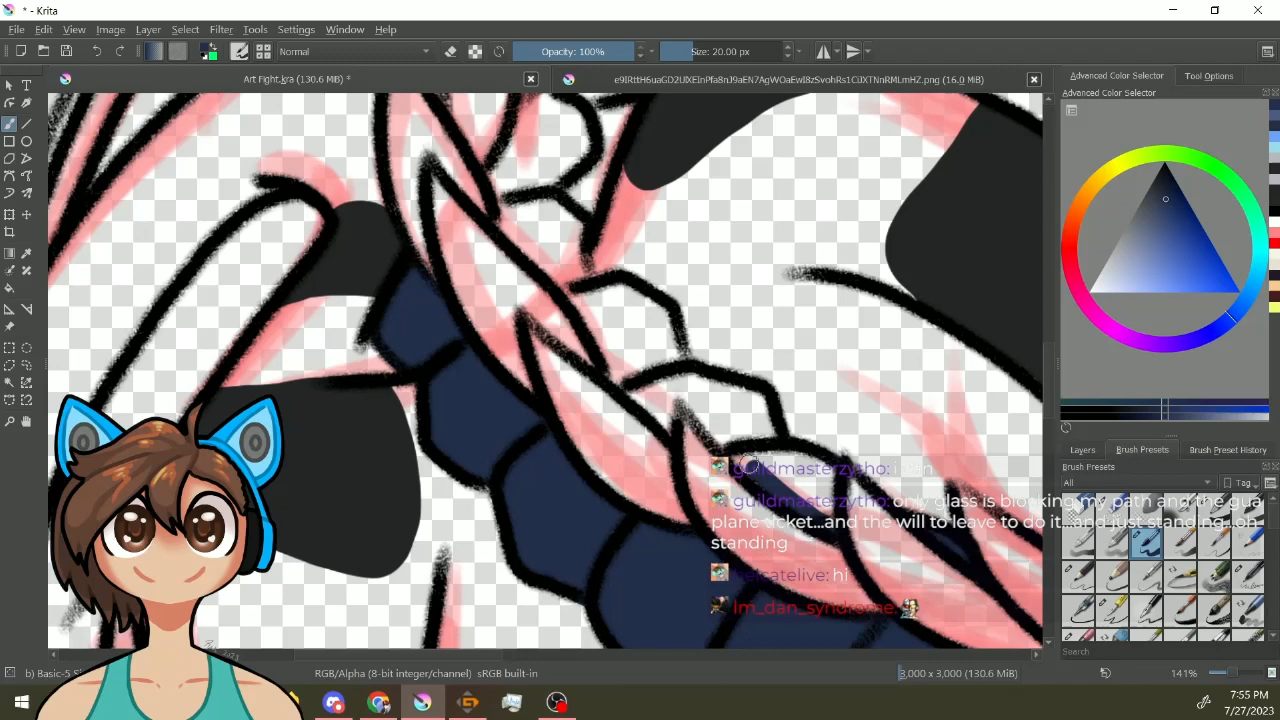 * - Krita
File Edit View Image Layer Select Filter Tools Settings Window Help
Normal Opacity: 100% Size: 20.00 px
Art Fight.kra (130.6 MiB) *
Advanced Color Selector Tool Options
Advanced Color Selector
Layers Brush Presets Brush Preset History
Brush Presets
All Tag
guildmasterzytho:
guildmasterzytho: only glass is blocking my path and the gua
plane ticket...and the will to leave to do it...and just standing...oh
standing
hi
Im_dan_syndrome:
Search
RGB/Alpha (8-bit integer/channel) sRGB built-in
3,000 x 3,000 (130.6 MiB)
141%
7:55 PM
7/27/2023